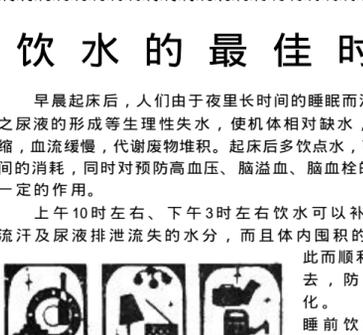 饮水的最佳时
早晨起床后，人们由于夜里长时间的睡眠而
之尿液的形成等生理性失水，使机体相对缺水，
缩，血流缓慢，代谢废物堆积。起床后多饮点水，
间的消耗，同时对预防高血压、脑溢血、脑血栓
一定的作用。
上午10时左右、下午3时左右饮水可以补
流汗及尿液排泄流失的水分，而且体内囤积的
此而顺利
去，防
化。
睡前饮